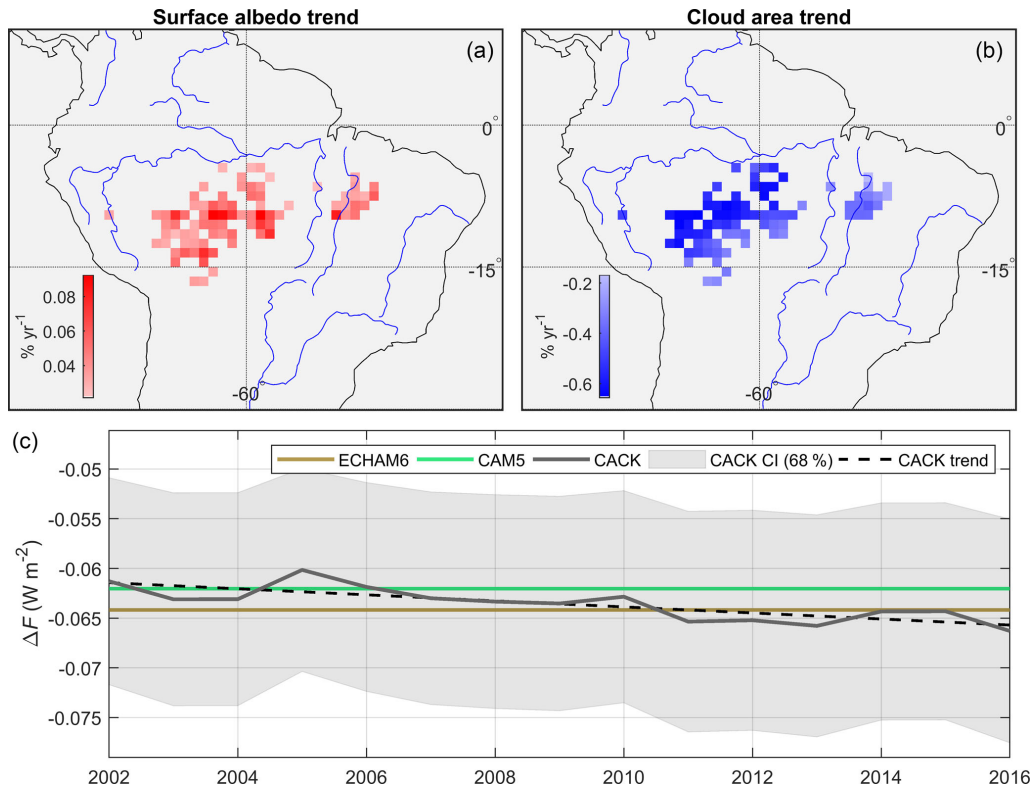 Surface albedo trend
Cloud area trend
(a)
(b)
0°
0°
-15°
-15°
-60°
-60°
0.08
0.06
0.04
% yr⁻¹
-0.2
-0.4
-0.6
% yr⁻¹
(c)
ECHAM6 CAM5 CACK CACK CI (68 %) CACK trend
-0.05
-0.055
-0.06
-0.065
-0.07
-0.075
ΔF (W m⁻²)
2002 2004 2006 2008 2010 2012 2014 2016